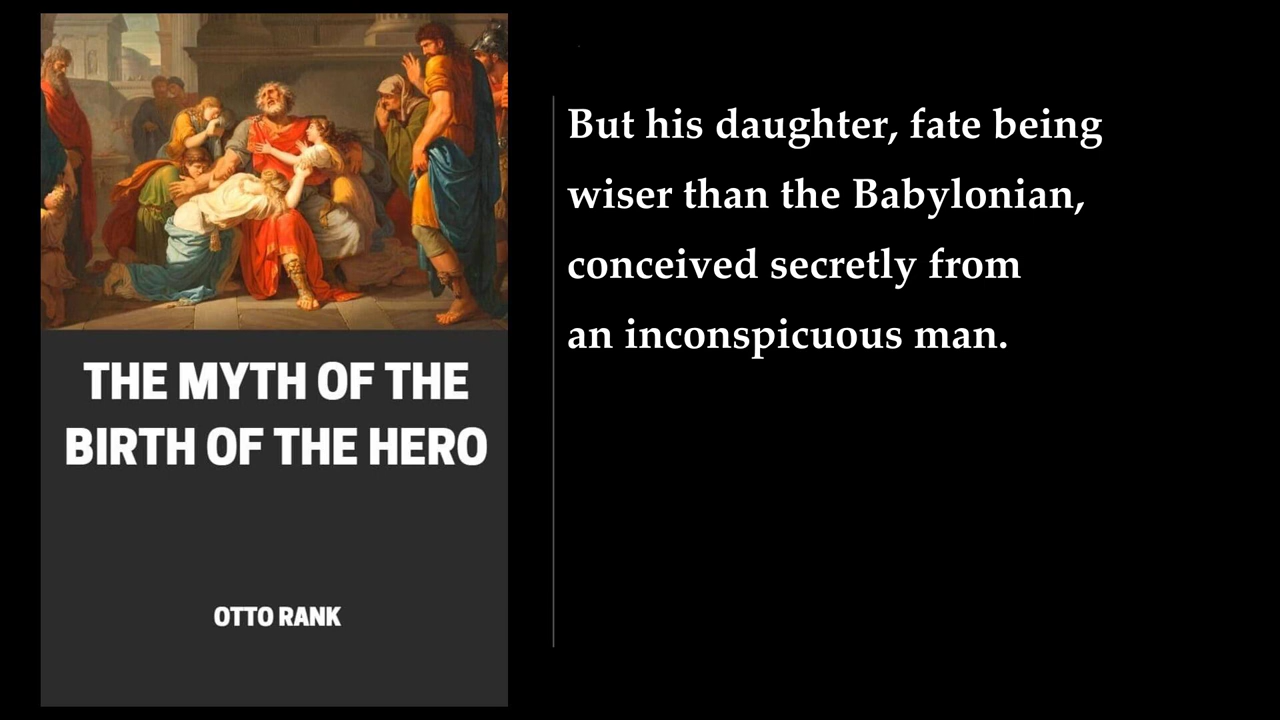 THE MYTH OF THE
BIRTH OF THE HERO
OTTO RANK
But his daughter, fate being
wiser than the Babylonian,
conceived secretly from
an inconspicuous man.